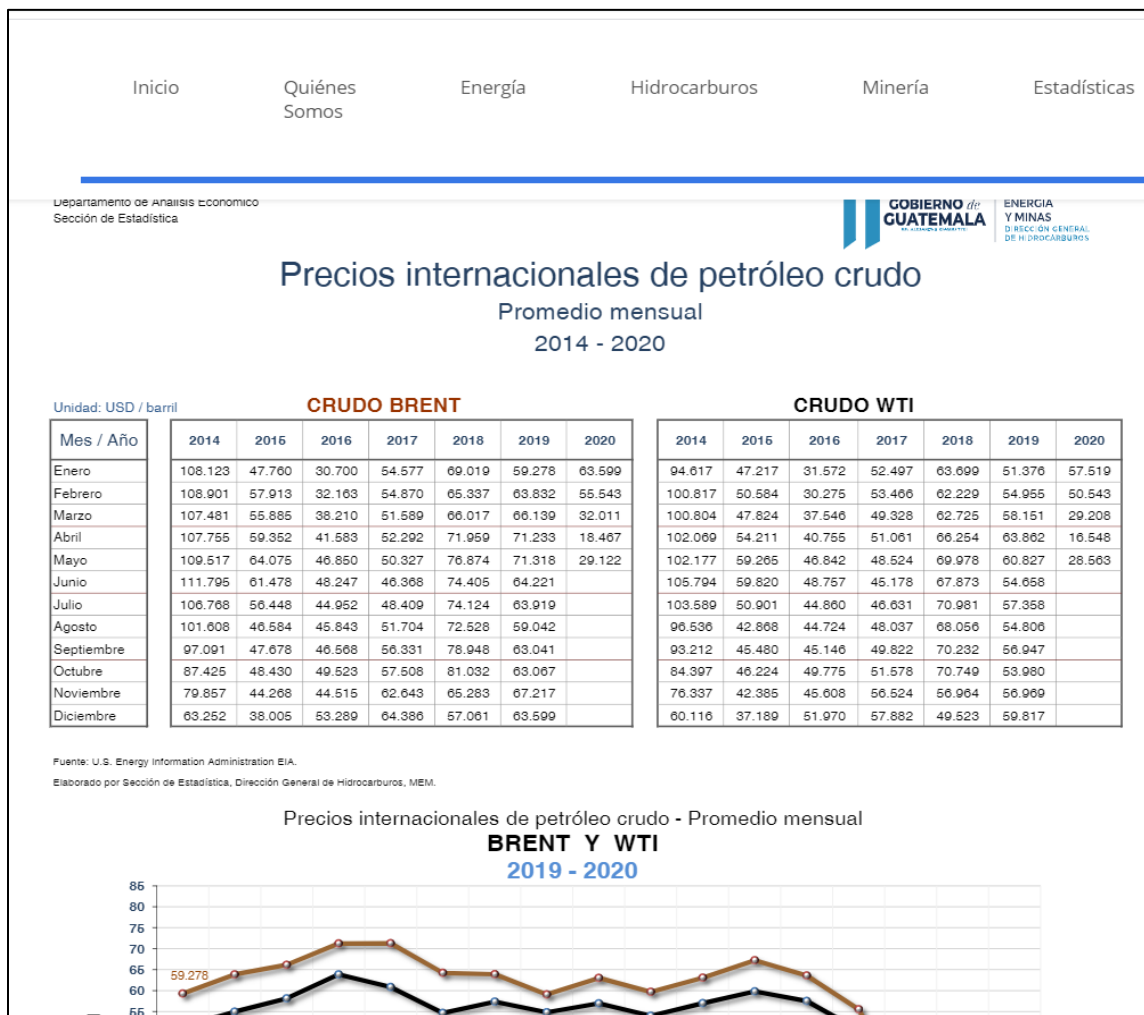 Inicio Quiénes Somos Energía Hidrocarburos Minería Estadísticas
Departamento de Análisis Económico
Sección de Estadística
GOBIERNO de GUATEMALA
ENERGÍA
Y MINAS
DIRECCIÓN GENERAL
DE HIDROCARBUROS
Precios internacionales de petróleo crudo
Promedio mensual
2014 - 2020
Unidad: USD / barril CRUDO BRENT CRUDO WTI
Mes / Año 2014 2015 2016 2017 2018 2019 2020 2014 2015 2016 2017 2018 2019 2020
Enero 108.123 47.760 30.700 54.577 69.019 59.278 63.599 94.617 47.217 31.572 52.497 63.699 51.376 57.519
Febrero 108.901 57.913 32.163 54.870 65.337 63.832 55.543 100.817 50.584 30.275 53.466 62.229 54.955 50.543
Marzo 107.481 55.885 38.210 51.589 66.017 66.139 32.011 100.804 47.824 37.546 49.328 62.725 58.151 29.208
Abril 107.755 59.352 41.583 52.292 71.959 71.233 18.467 102.069 54.211 40.755 51.061 66.254 63.862 16.548
Mayo 109.517 64.075 46.850 50.327 76.874 71.318 29.122 102.177 59.265 46.842 48.524 69.978 60.827 28.563
Junio 111.795 61.478 48.247 46.368 74.405 64.221 105.794 59.820 48.757 45.178 67.873 54.658
Julio 106.768 56.448 44.952 48.409 74.124 63.919 103.589 50.901 44.860 46.631 70.981 57.358
Agosto 101.608 46.584 45.843 51.704 72.528 59.042 96.536 42.868 44.724 48.037 68.056 54.806
Septiembre 97.091 47.678 46.568 56.331 78.948 63.041 93.212 45.480 45.146 49.822 70.232 56.947
Octubre 87.425 48.430 49.523 57.508 81.032 63.067 84.397 46.224 49.775 51.578 70.749 53.980
Noviembre 79.857 44.268 44.515 62.643 65.283 67.217 76.337 42.385 45.608 56.524 56.964 56.969
Diciembre 63.252 38.005 53.289 64.386 57.061 63.599 60.116 37.189 51.970 57.882 49.523 59.817
Fuente: U.S. Energy Information Administration EIA.
Elaborado por Sección de Estadística, Dirección General de Hidrocarburos, MEM.
Precios internacionales de petróleo crudo - Promedio mensual
BRENT Y WTI
2019 - 2020
85
80
75
70
65
59.278
60
55